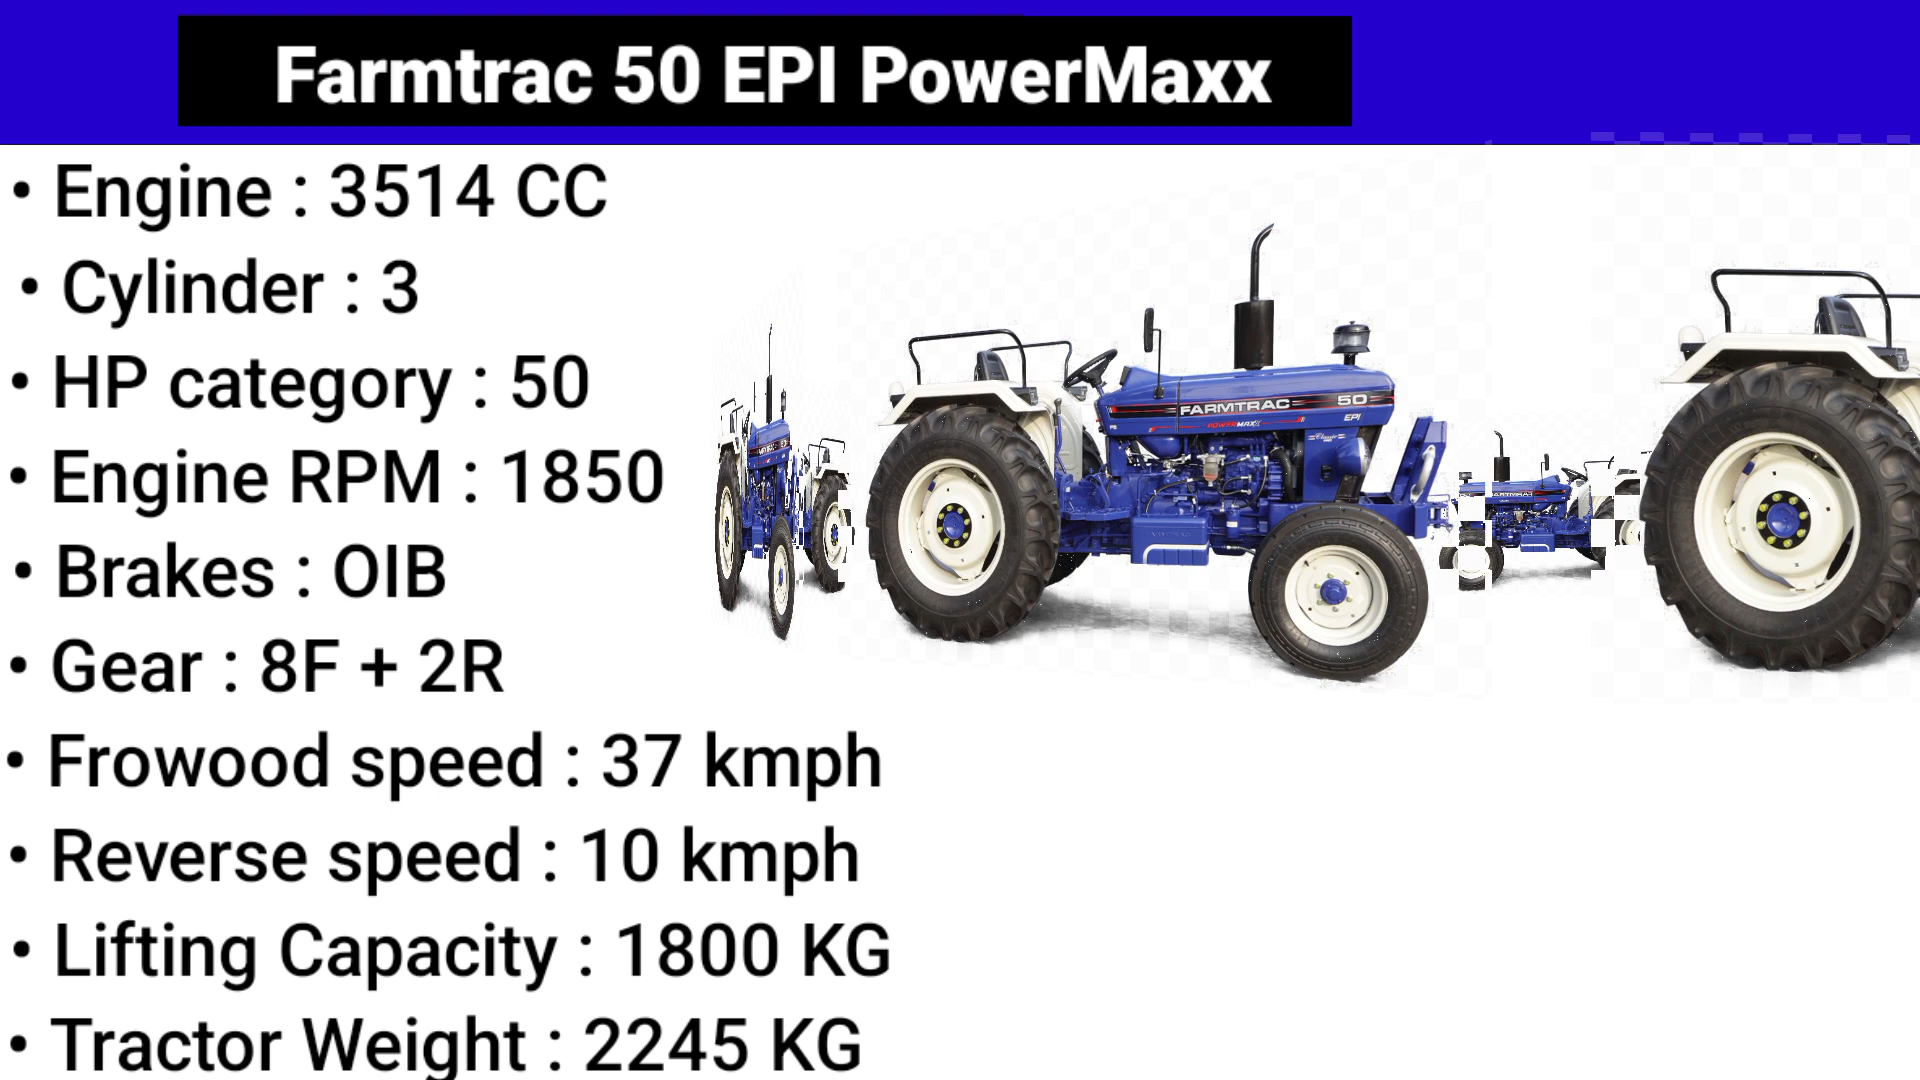 Farmtrac 50 EPI PowerMaxx
• Engine : 3514 CC
• Cylinder : 3
• HP category : 50
• Engine RPM : 1850
• Brakes : OIB
• Gear : 8F + 2R
• Frowood speed : 37 kmph
• Reverse speed : 10 kmph
• Lifting Capacity : 1800 KG
• Tractor Weight : 2245 KG
FARMTRAC 50
POWERMAXX EPI
Classic